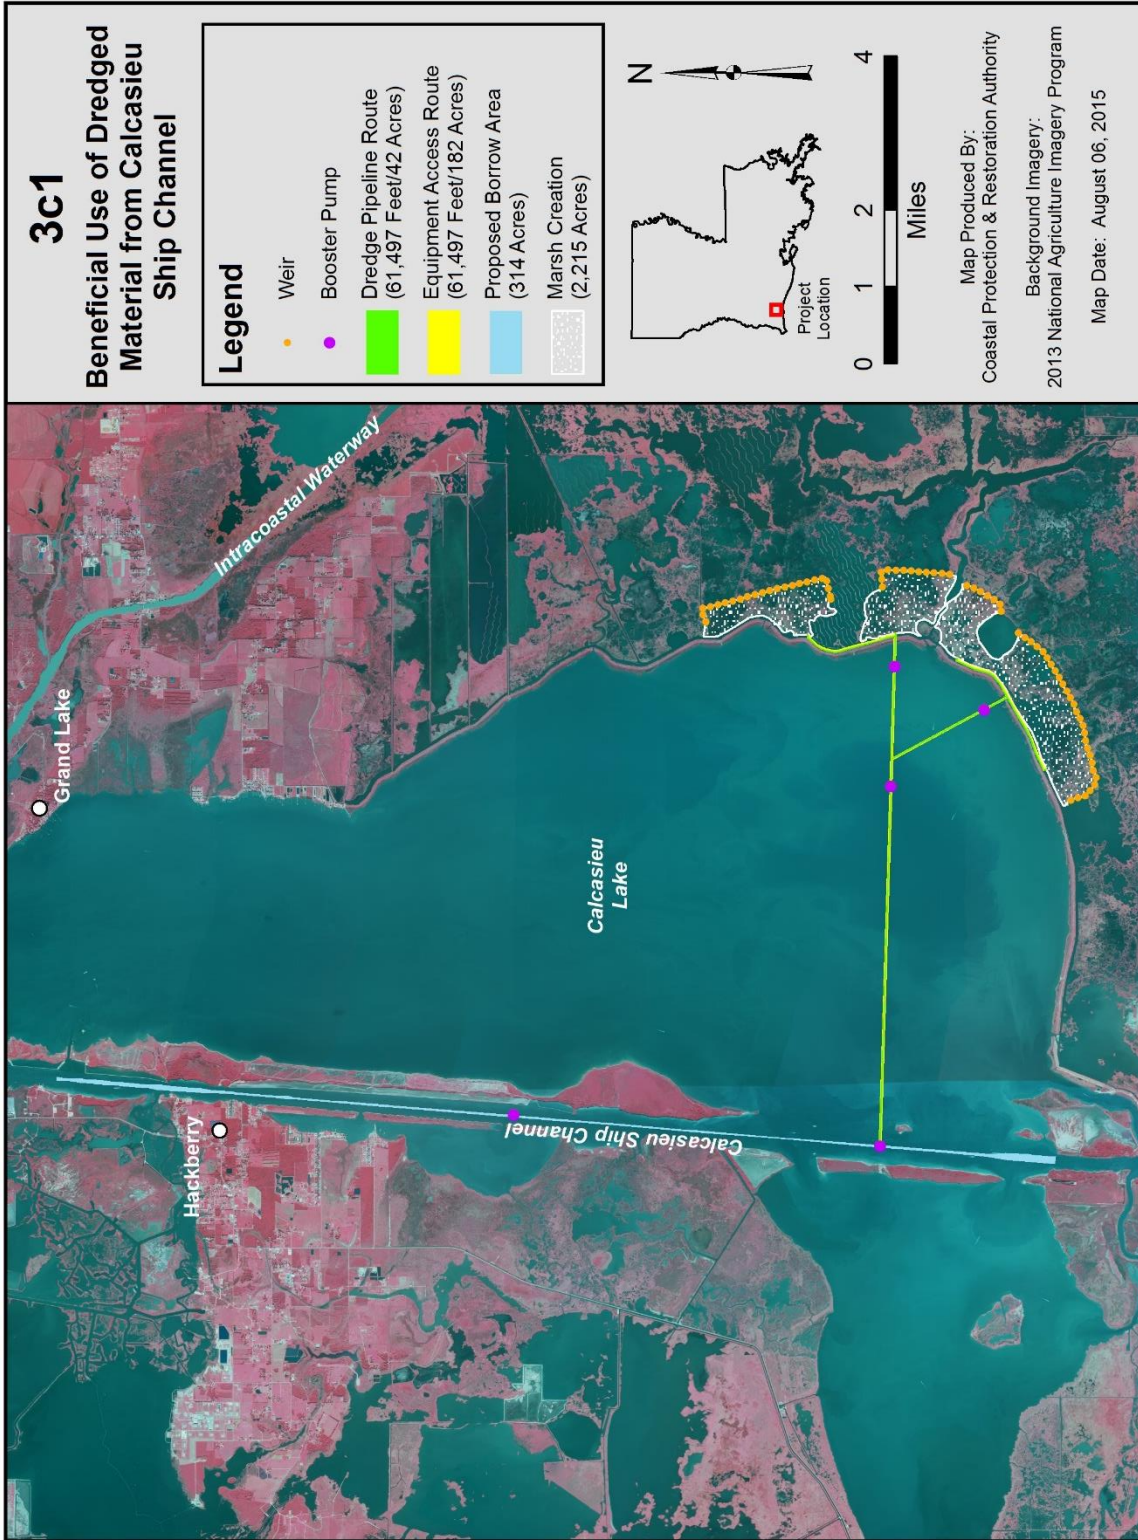 3c1
Beneficial Use of Dredged
Material from Calcasieu
Ship Channel
Legend
Weir
Booster Pump
Dredge Pipeline Route
(61,497 Feet/42 Acres)
Equipment Access Route
(61,497 Feet/182 Acres)
Proposed Borrow Area
(314 Acres)
Marsh Creation
(2,215 Acres)
N
Project
Location
0 1 2 4
Miles
Map Produced By:
Coastal Protection & Restoration Authority
Background Imagery:
2013 National Agriculture Imagery Program
Map Date: August 06, 2015
Grand Lake
Intracoastal Waterway
Hackberry
Calcasieu
Lake
Calcasieu Ship Channel